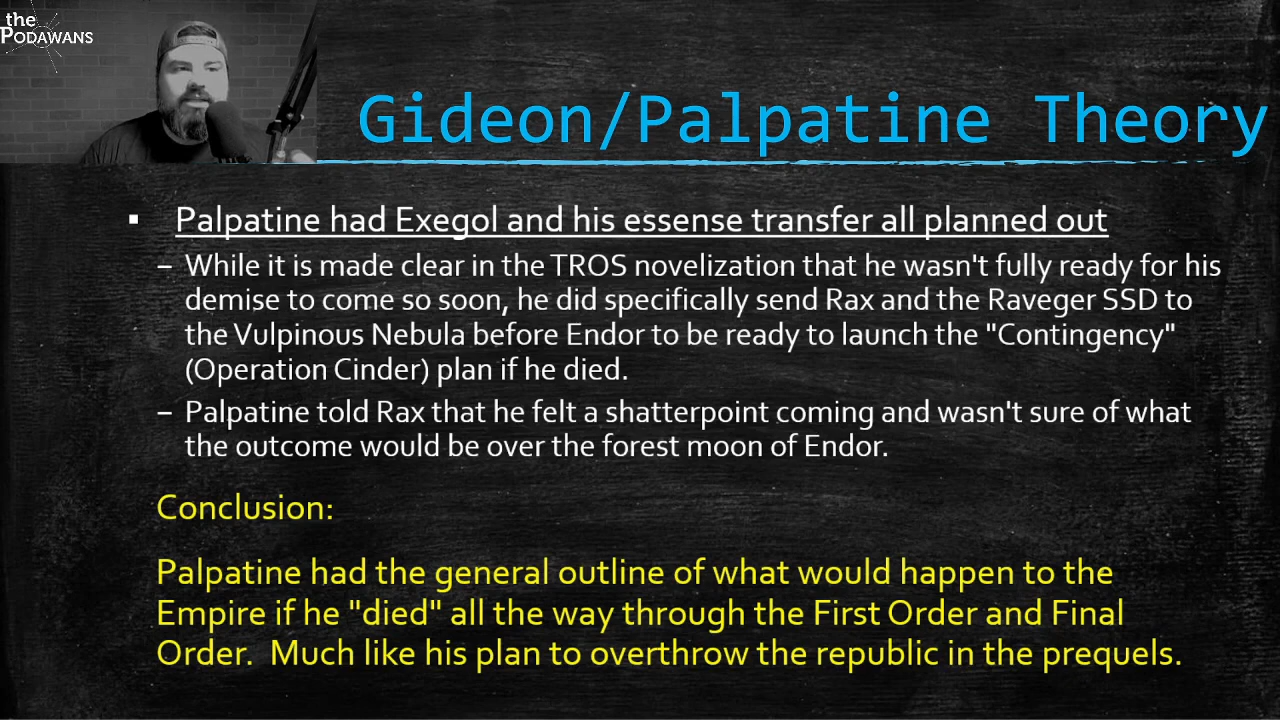 the
PODAWANS
Gideon/Palpatine Theory
▪ Palpatine had Exegol and his essense transfer all planned out
– While it is made clear in the TROS novelization that he wasn't fully ready for his
demise to come so soon, he did specifically send Rax and the Raveger SSD to
the Vulpinous Nebula before Endor to be ready to launch the "Contingency"
(Operation Cinder) plan if he died.
– Palpatine told Rax that he felt a shatterpoint coming and wasn't sure of what
the outcome would be over the forest moon of Endor.
Conclusion:
Palpatine had the general outline of what would happen to the
Empire if he "died" all the way through the First Order and Final
Order. Much like his plan to overthrow the republic in the prequels.